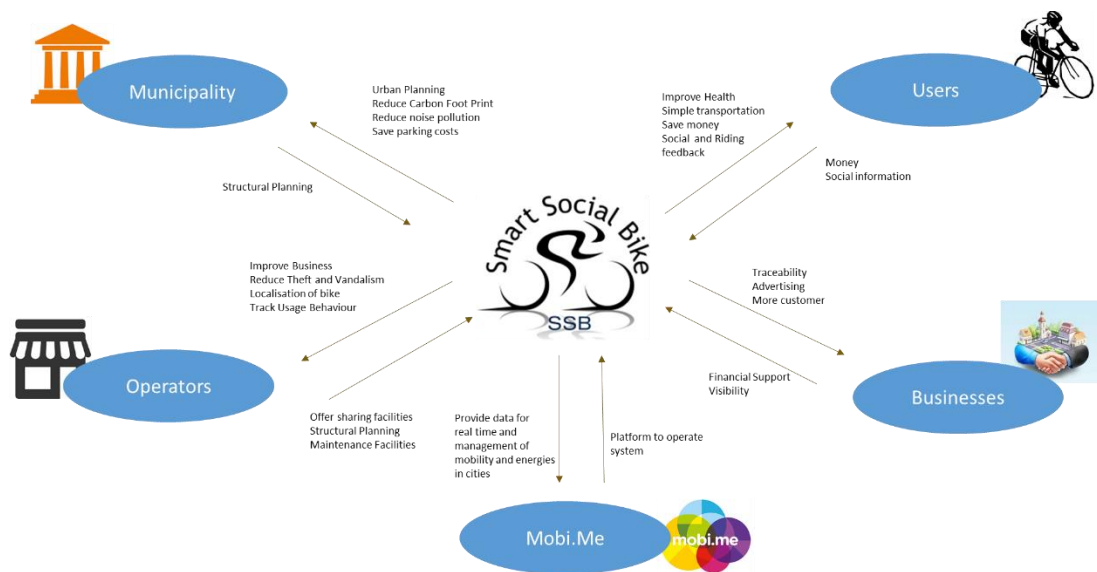 Municipality
Users
Urban Planning
Reduce Carbon Foot Print
Reduce noise pollution
Save parking costs
Improve Health
Simple transportation
Save money
Social and Riding
feedback
Structural Planning
Money
Social information
Smart Social Bike
SSB
Improve Business
Reduce Theft and Vandalism
Localisation of bike
Track Usage Behaviour
Traceability
Advertising
More customer
Operators
Businesses
Financial Support
Visibility
Offer sharing facilities
Structural Planning
Maintenance Facilities
Provide data for
real time and
management of
mobility and energies
in cities
Platform to operate
system
Mobi.Me
mobi.me